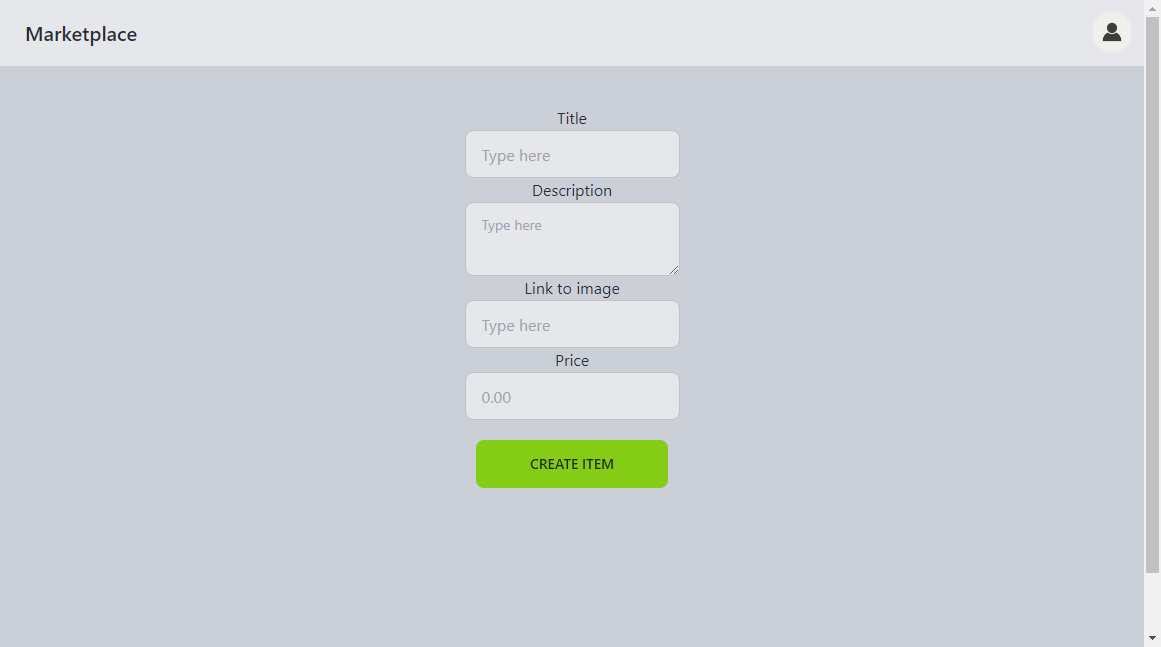 Marketplace
Title
Type here
Description
Type here
Link to image
Type here
Price
0.00
CREATE ITEM